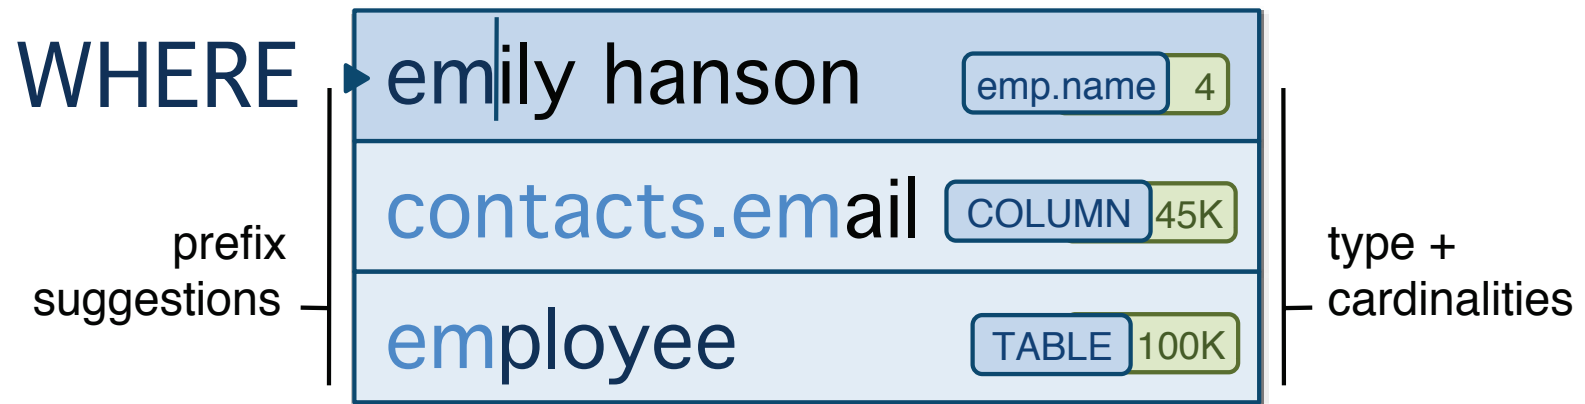 WHERE
emily hanson emp.name 4
contacts.email COLUMN 45K
employee TABLE 100K
prefix
suggestions
type +
cardinalities